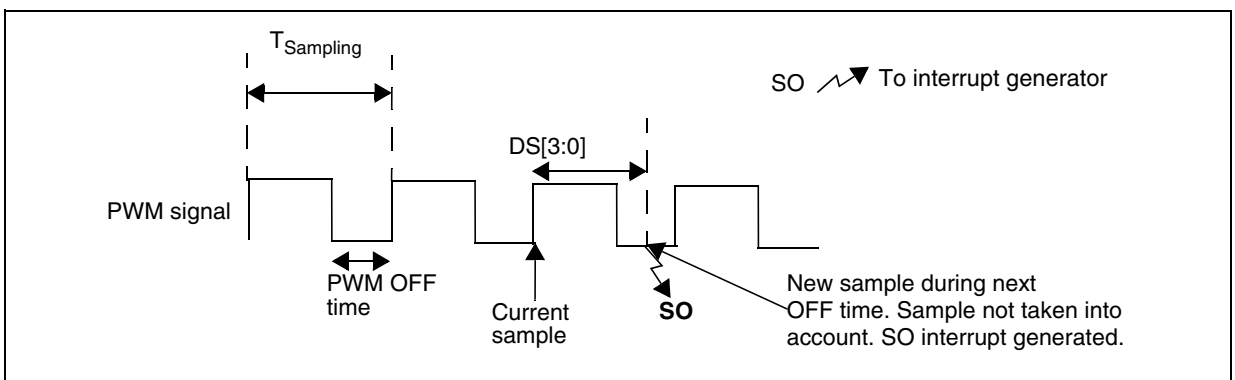 TSampling
SO To interrupt generator
DS[3:0]
PWM signal
PWM OFF
time
Current
sample
SO
New sample during next
OFF time. Sample not taken into
account. SO interrupt generated.